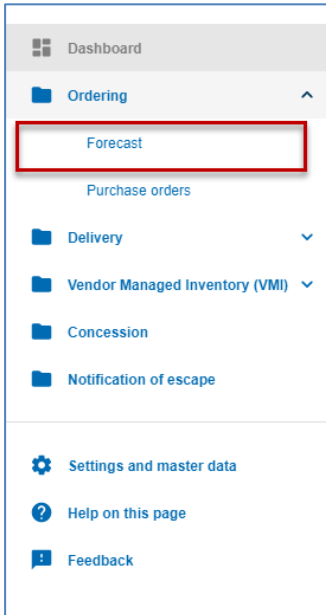 Dashboard
Ordering
Forecast
Purchase orders
Delivery
Vendor Managed Inventory (VMI)
Concession
Notification of escape
Settings and master data
Help on this page
Feedback